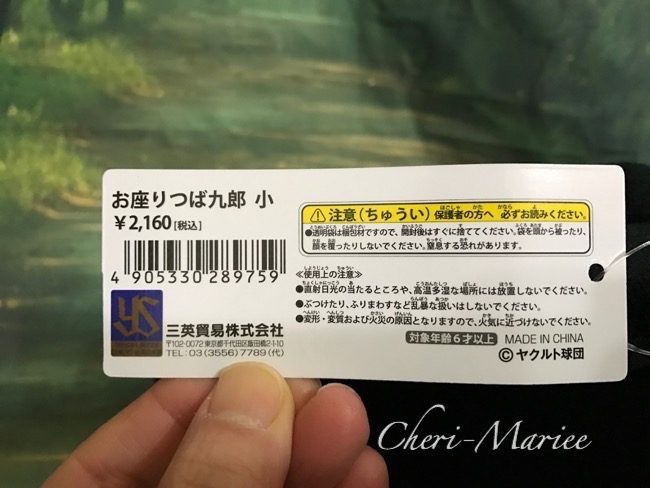 お座りつば九郎 小
¥2,160[税込]
4 905330 289759
YS
三英貿易株式会社
〒102-0072 東京都千代田区飯田橋2-1-10
TEL: 03 (3556) 7789 (代)
注意(ちゅうい) 保護者の方へ 必ずお読みください。
●透明袋は梱包材ですので、開封後はすぐに捨ててください。袋を頭から被ったり、
顔を覆ったりしないでください。窒息する恐れがあります。
≪使用上の注意≫
●直射日光の当たるところや、高温多湿な場所には放置しないでください。
●ぶつけたり、ふりまわすなど乱暴な扱いはしないでください。
●変形・変質および火災の原因となりますので、火気に近づけないでください。
対象年齢6才以上 MADE IN CHINA
©ヤクルト球団
Cheri-Mariee